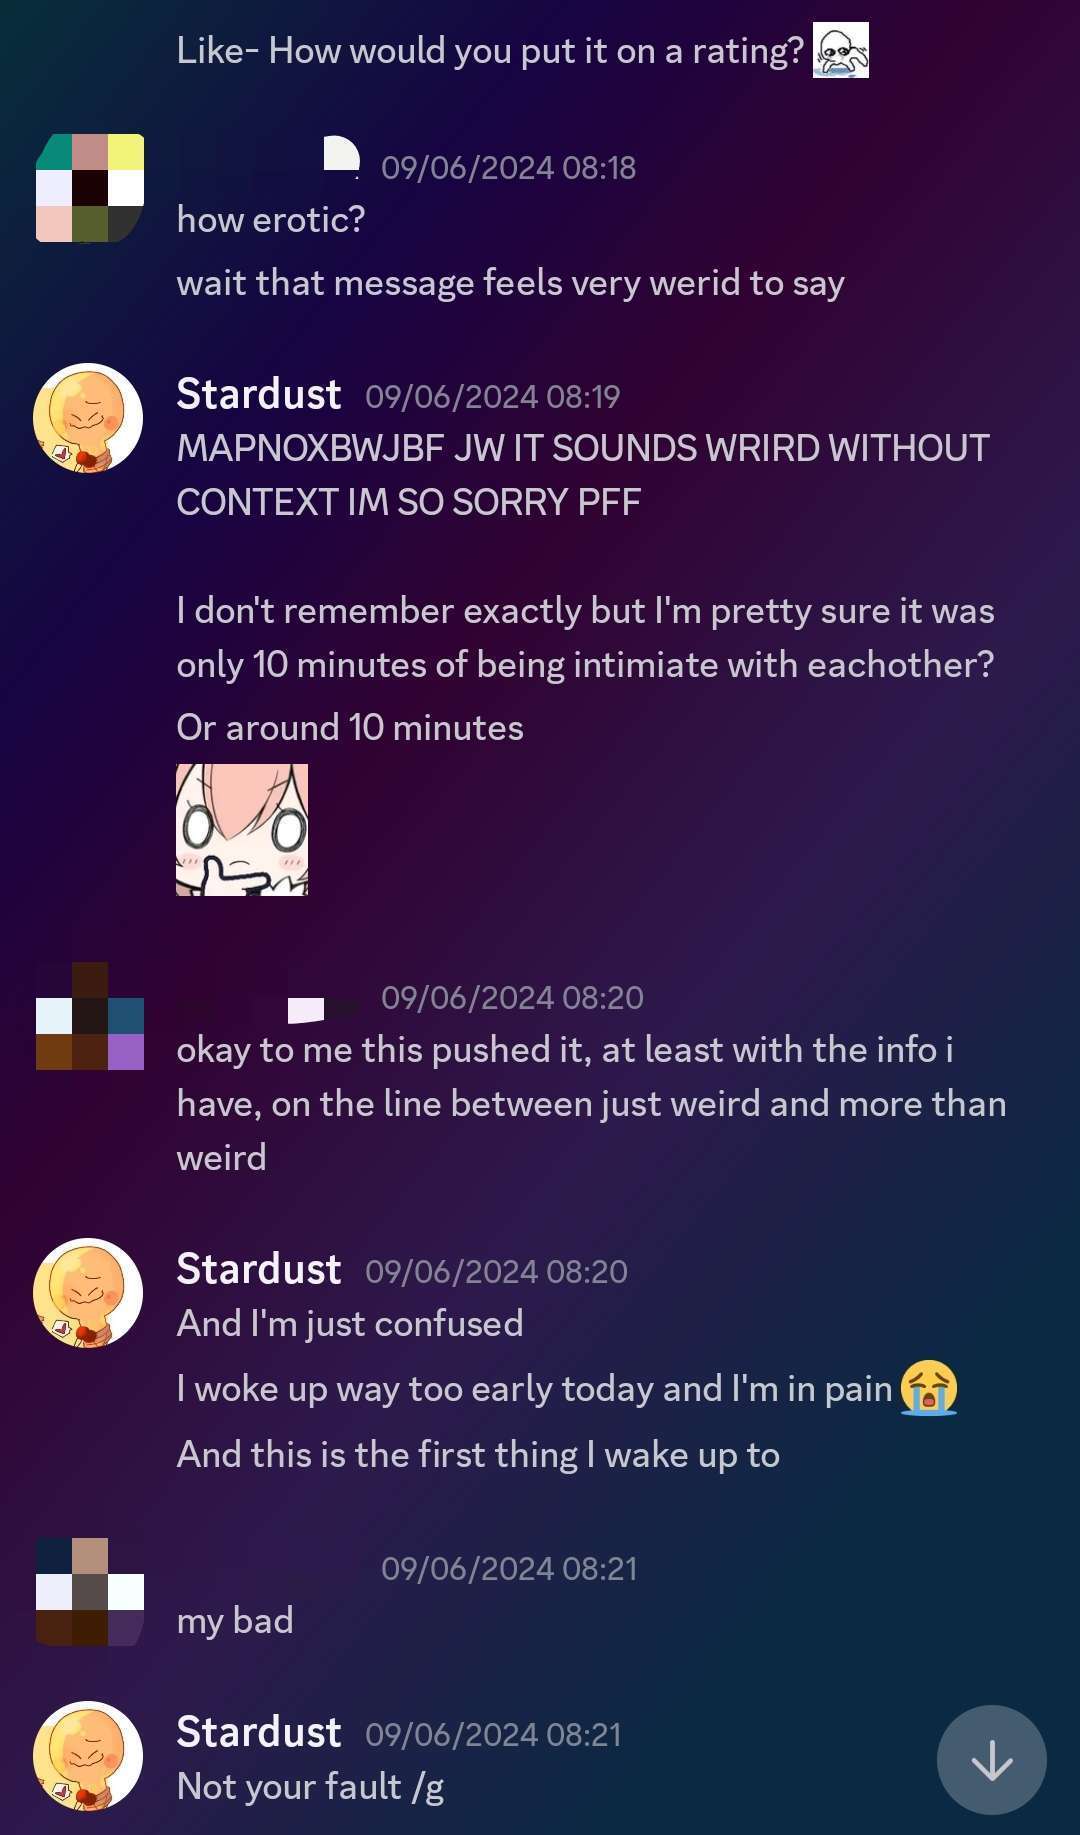 Like- How would you put it on a rating?
09/06/2024 08:18
how erotic?
wait that message feels very werid to say
Stardust 09/06/2024 08:19
MAPNOXBWJBF JW IT SOUNDS WRIRD WITHOUT
CONTEXT IM SO SORRY PFF
I don't remember exactly but I'm pretty sure it was
only 10 minutes of being intimiate with eachother?
Or around 10 minutes
09/06/2024 08:20
okay to me this pushed it, at least with the info i
have, on the line between just weird and more than
weird
Stardust 09/06/2024 08:20
And I'm just confused
I woke up way too early today and I'm in pain
And this is the first thing I wake up to
09/06/2024 08:21
my bad
Stardust 09/06/2024 08:21
Not your fault /g